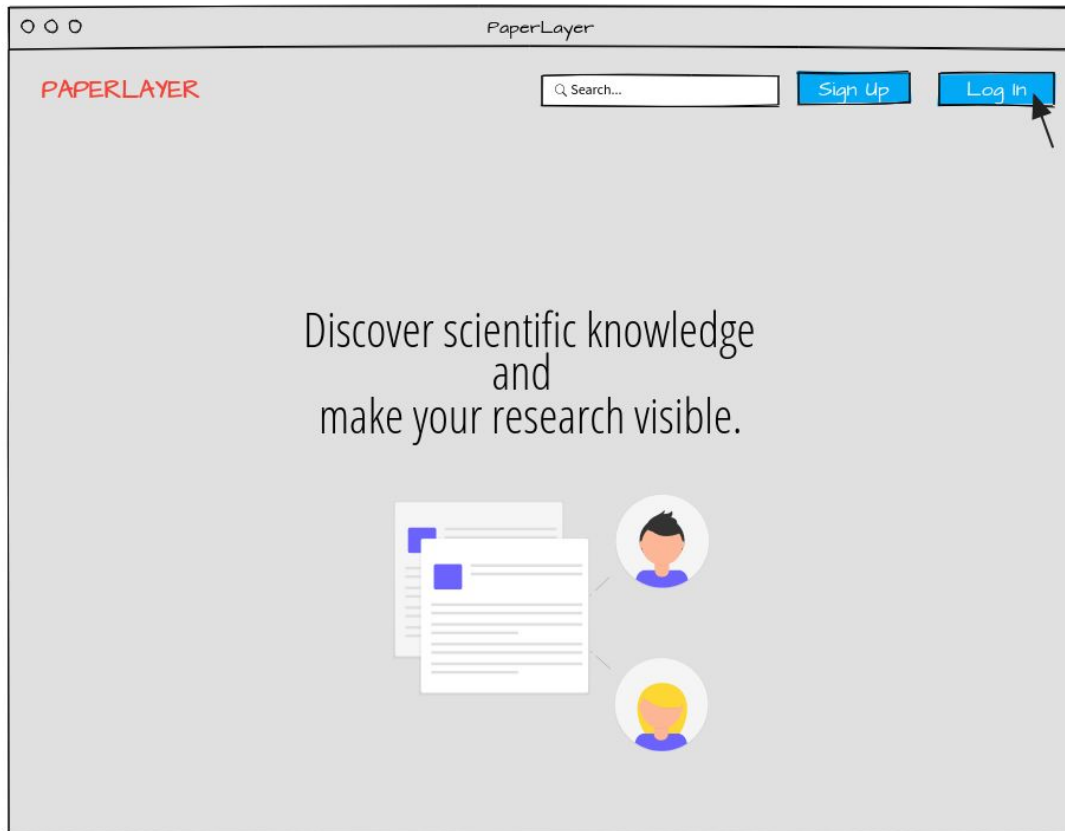 PaperLayer
PAPERLAYER
Search...
Sign Up
Log In
Discover scientific knowledge
and
make your research visible.